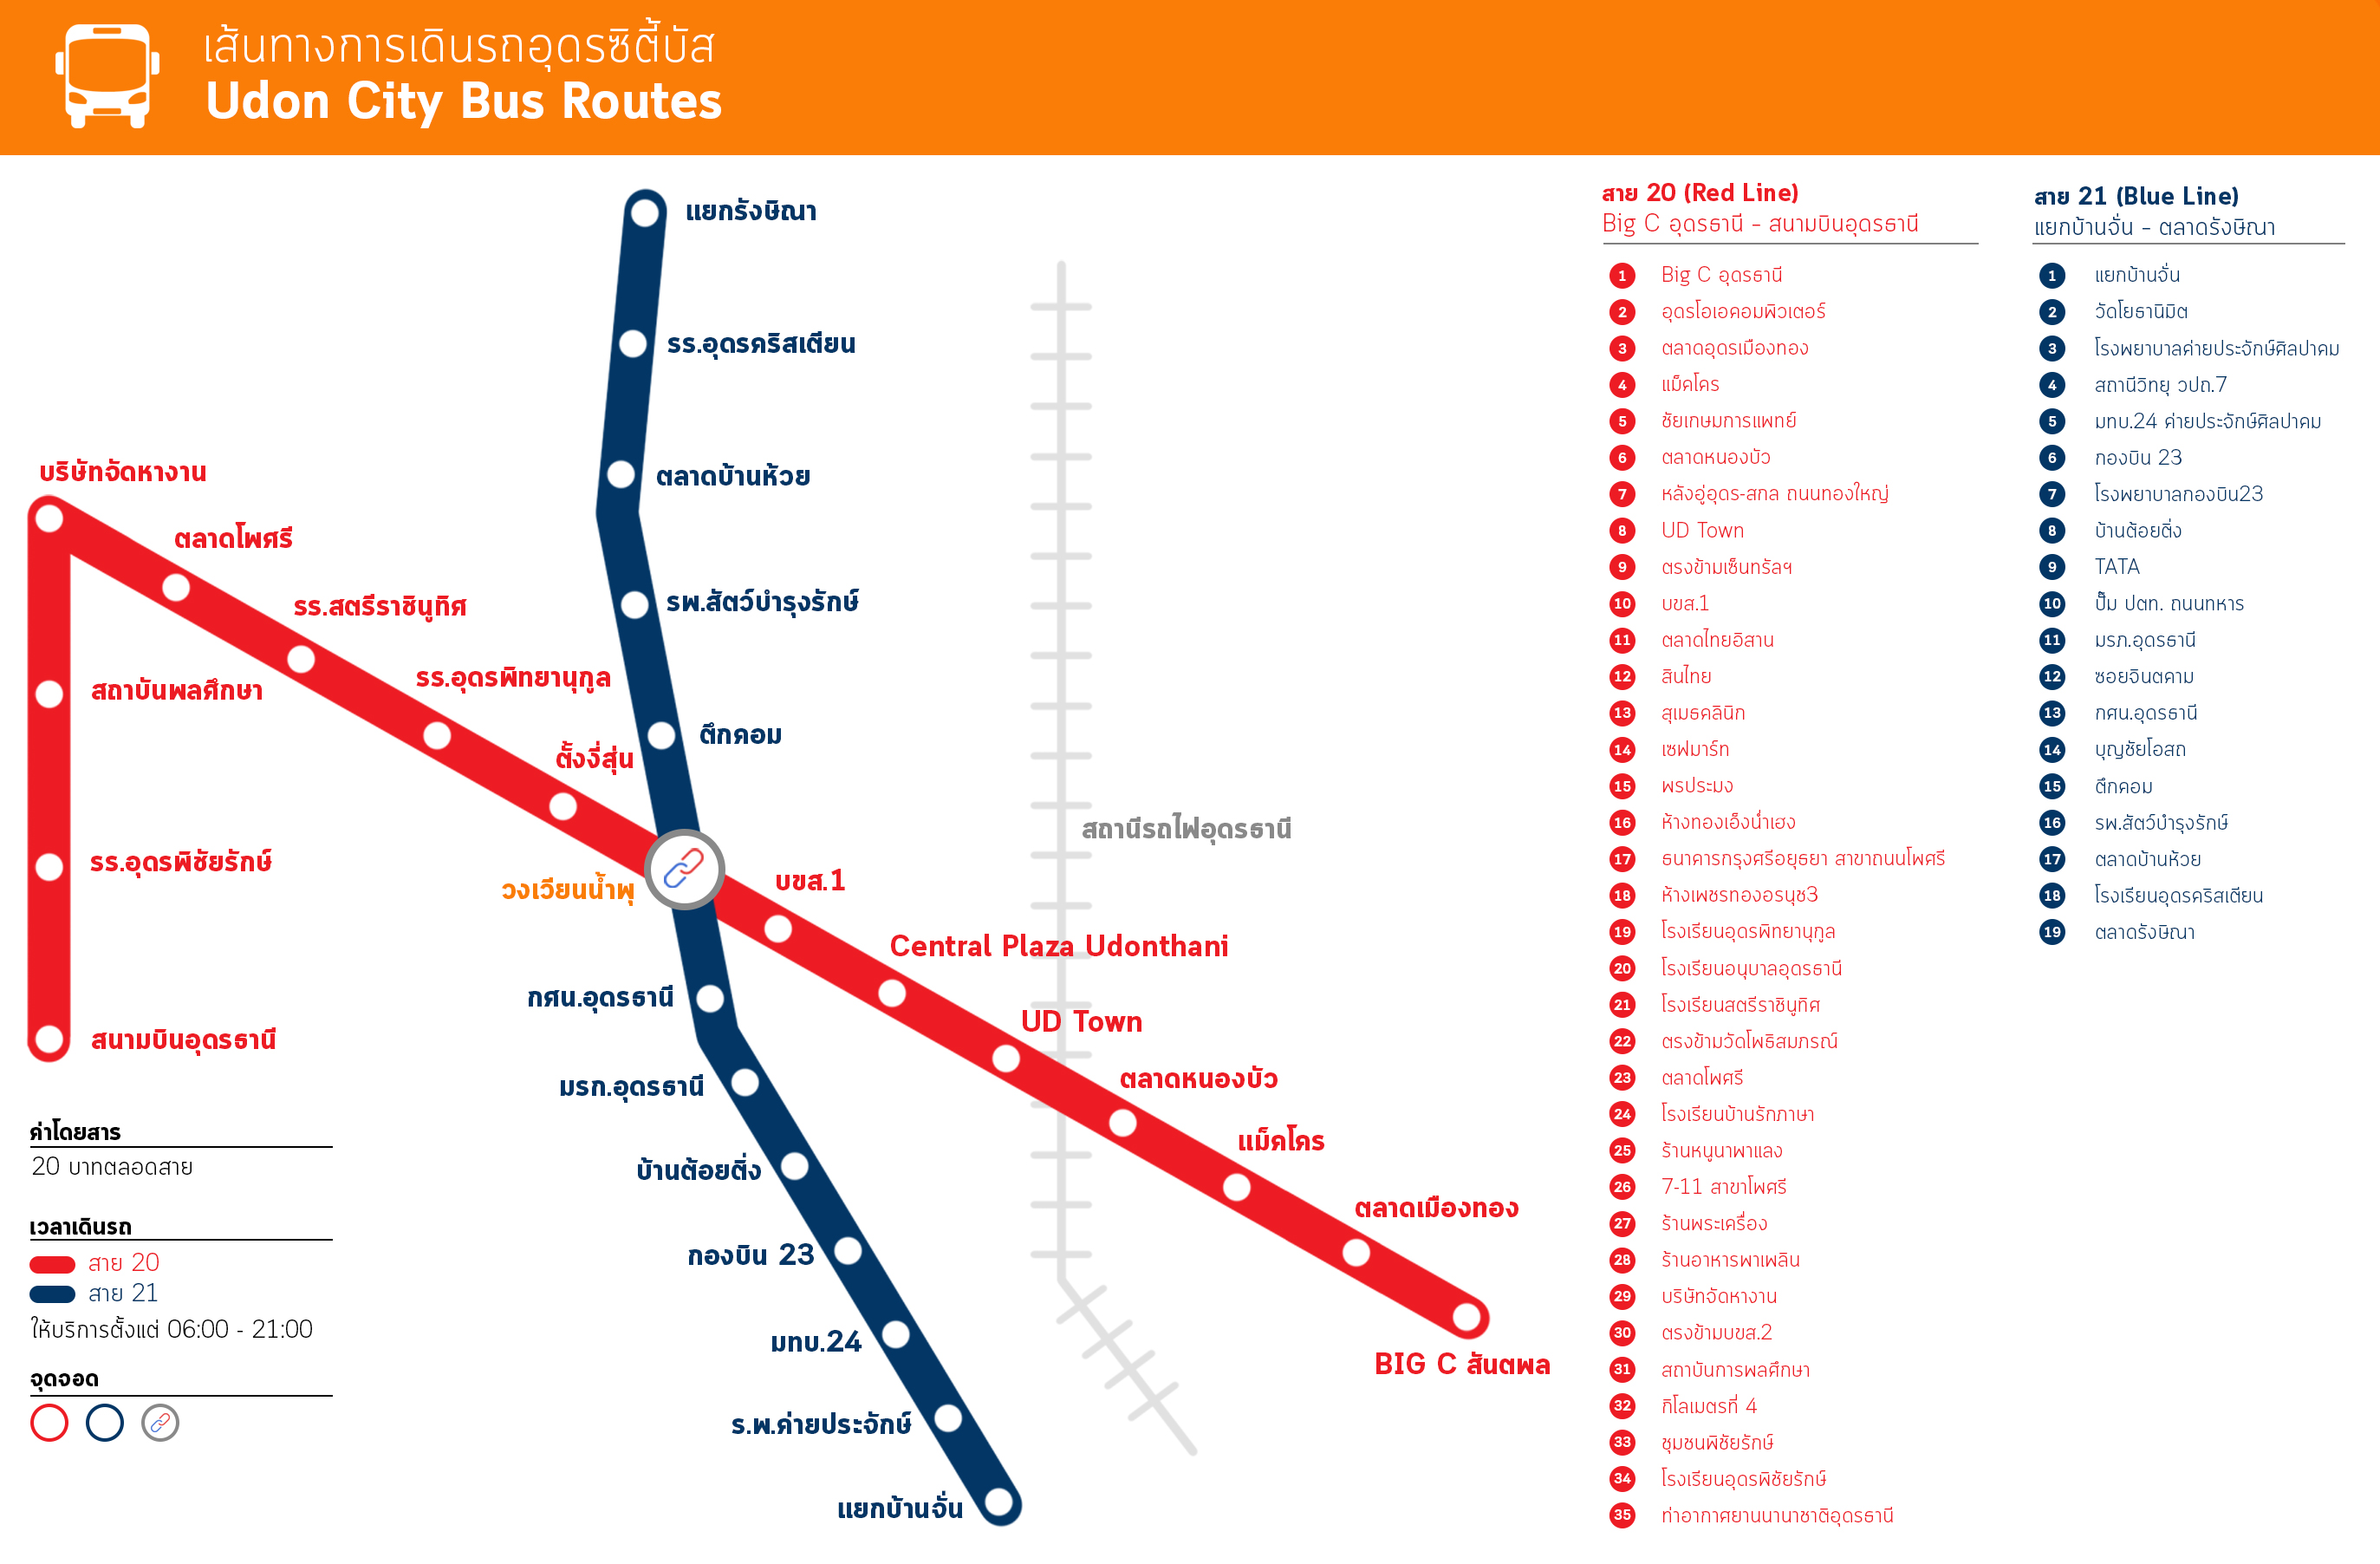 เส้นทางการเดินรถอุดรซิตี้บัส
Udon City Bus Routes
แยกรังษิณา
รร.อุดรคริสเตียน
ตลาดบ้านห้วย
รพ.สัตว์บำรุงรักษ์
ตึกคอม
บริษัทจัดหางาน
ตลาดโพศรี
รร.สตรีราชินูทิศ
รร.อุดรพิทยานุกูล
ตั้งงี่สุ่น
สถาบันพลศึกษา
รร.อุดรพิชัยรักษ์
สนามบินอุดรธานี
วงเวียนน้ำพุ
บขส.1
สถานีรถไฟอุดรธานี
Central Plaza Udonthani
UD Town
ตลาดหนองบัว
แม็คโคร
ตลาดเมืองทอง
BIG C สันตพล
กศน.อุดรธานี
มรภ.อุดรธานี
บ้านต้อยติ่ง
กองบิน 23
มทบ.24
ร.พ.ค่ายประจักษ์
แยกบ้านจั่น
ค่าโดยสาร
20 บาทตลอดสาย
เวลาเดินรถ
สาย 20
สาย 21
ให้บริการตั้งแต่ 06:00 - 21:00
จุดจอด
สาย 20 (Red Line)
Big C อุดรธานี - สนามบินอุดรธานี
1 Big C อุดรธานี
2 อุดรโอเอคอมพิวเตอร์
3 ตลาดอุดรเมืองทอง
4 แม็คโคร
5 ชัยเกษมการแพทย์
6 ตลาดหนองบัว
7 หลังอู่อุดร-สกล ถนนทองใหญ่
8 UD Town
9 ตรงข้ามเซ็นทรัลฯ
10 บขส.1
11 ตลาดไทยอิสาน
12 สินไทย
13 สุเมธคลินิก
14 เซฟมาร์ท
15 พรประมง
16 ห้างทองเอ็งน่ำเฮง
17 ธนาคารกรุงศรีอยุธยา สาขาถนนโพศรี
18 ห้างเพชรทองอรนุช3
19 โรงเรียนอุดรพิทยานุกูล
20 โรงเรียนอนุบาลอุดรธานี
21 โรงเรียนสตรีราชินูทิศ
22 ตรงข้ามวัดโพธิสมภรณ์
23 ตลาดโพศรี
24 โรงเรียนบ้านรักภาษา
25 ร้านหนูนาพาแลง
26 7-11 สาขาโพศรี
27 ร้านพระเครื่อง
28 ร้านอาหารพาเพลิน
29 บริษัทจัดหางาน
30 ตรงข้ามบขส.2
31 สถาบันการพลศึกษา
32 กิโลเมตรที่ 4
33 ชุมชนพิชัยรักษ์
34 โรงเรียนอุดรพิชัยรักษ์
35 ท่าอากาศยานนานาชาติอุดรธานี
สาย 21 (Blue Line)
แยกบ้านจั่น - ตลาดรังษิณา
1 แยกบ้านจั่น
2 วัดโยธานิมิต
3 โรงพยาบาลค่ายประจักษ์ศิลปาคม
4 สถานีวิทยุ วปถ.7
5 มทบ.24 ค่ายประจักษ์ศิลปาคม
6 กองบิน 23
7 โรงพยาบาลกองบิน23
8 บ้านต้อยติ่ง
9 TATA
10 ปั๊ม ปตท. ถนนทหาร
11 มรภ.อุดรธานี
12 ซอยจินตคาม
13 กศน.อุดรธานี
14 บุญชัยโอสถ
15 ตึกคอม
16 รพ.สัตว์บำรุงรักษ์
17 ตลาดบ้านห้วย
18 โรงเรียนอุดรคริสเตียน
19 ตลาดรังษิณา